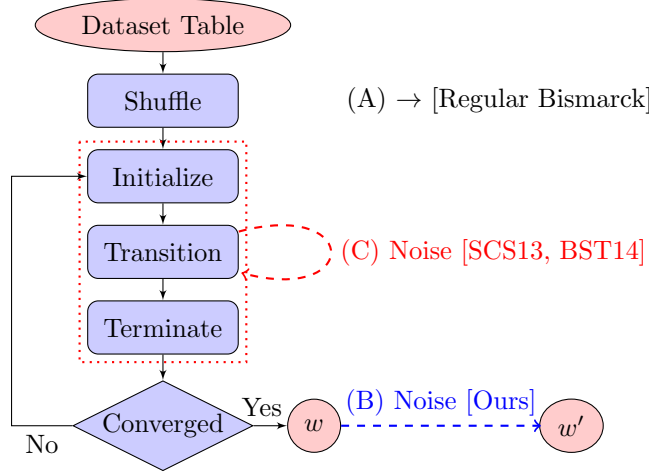 Dataset Table
Shuffle
(A) → [Regular Bismarck]
Initialize
Transition
(C) Noise [SCS13, BST14]
Terminate
Converged
Yes
No
w
(B) Noise [Ours]
w'